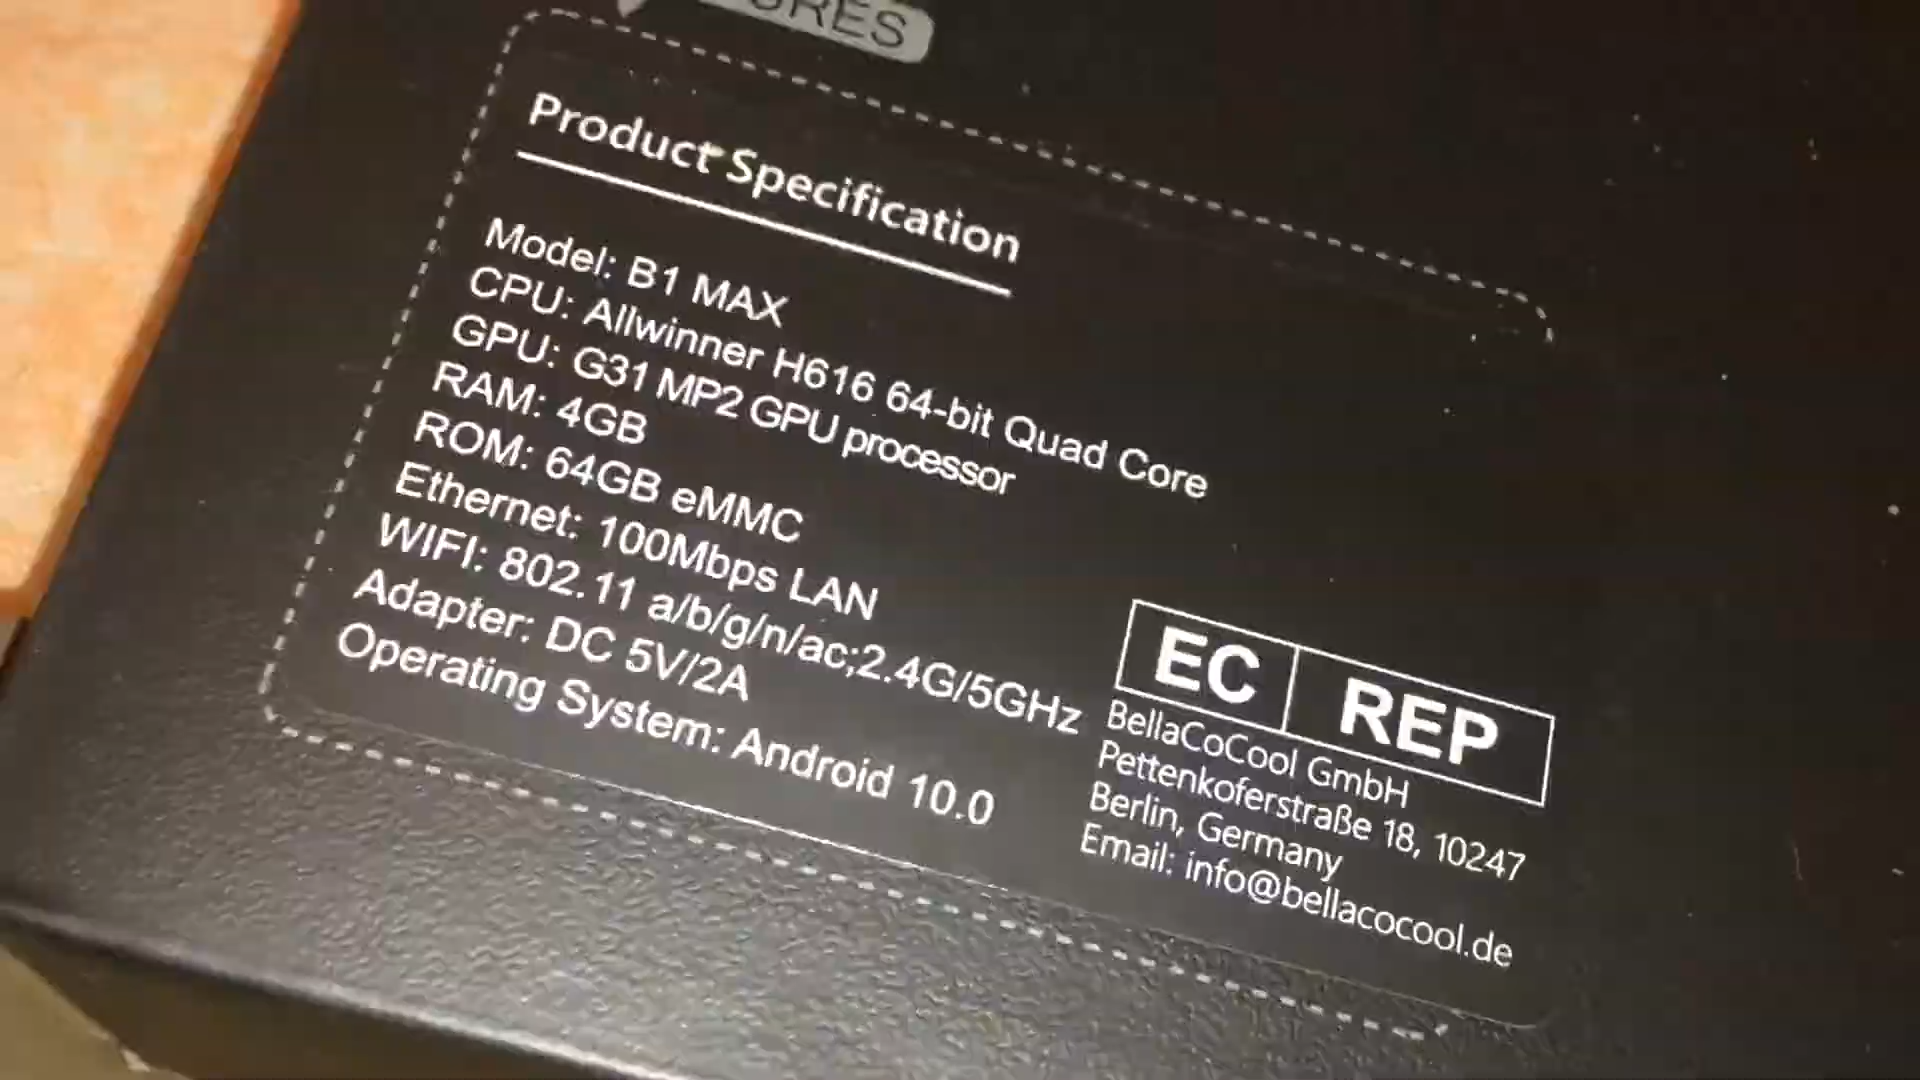 Product Specification
Model: B1 MAX
CPU: Allwinner H616 64-bit Quad Core
GPU: G31 MP2 GPU processor
RAM: 4GB
ROM: 64GB eMMC
Ethernet: 100Mbps LAN
WIFI: 802.11 a/b/g/n/ac;2.4G/5GHz
Adapter: DC 5V/2A
Operating System: Android 10.0
EC REP
BellaCoCool GmbH
Pettenkoferstraße 18, 10247
Berlin, Germany
Email: info@bellacocool.de